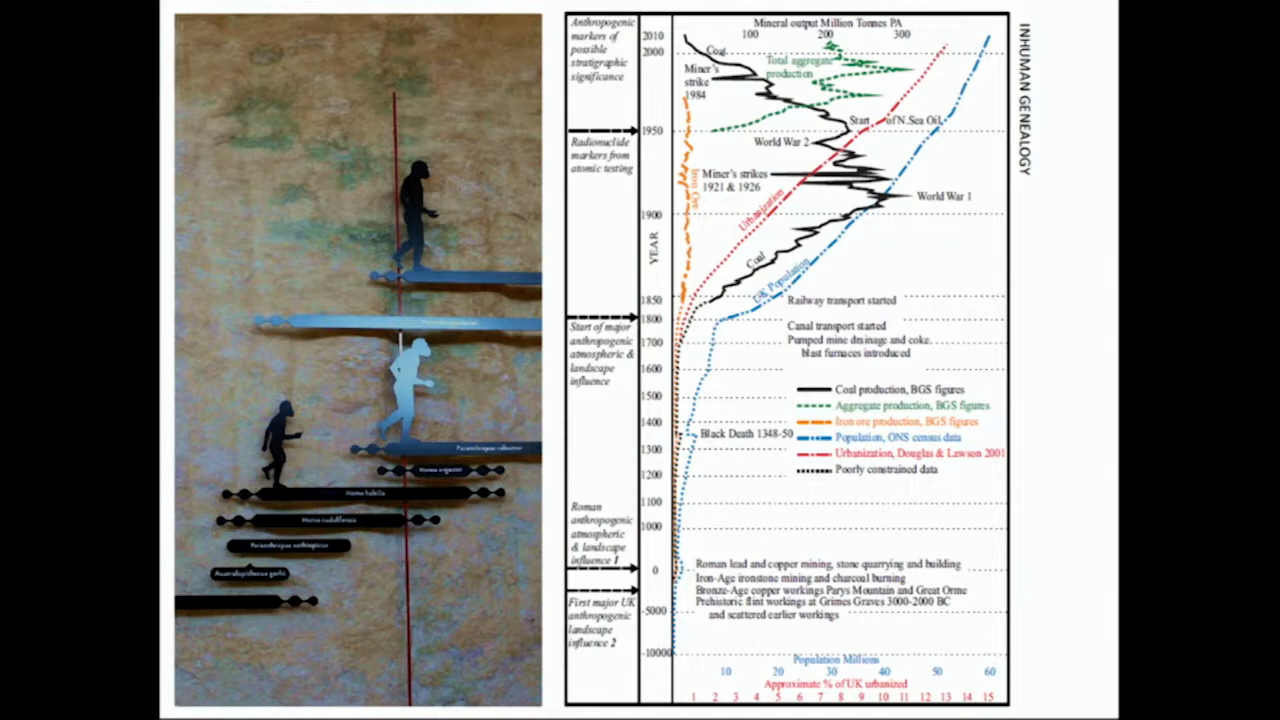 Paranthropus robustus
Homo ergaster
Homo habilis
Homo rudolfensis
Paranthropus aethiopicus
Australopithecus garhi
Anthropogenic
markers of
possible
stratigraphic
significance
Radionuclide
markers from
atomic testing
Start of major
anthropogenic
atmospheric &
landscape
influence
Roman
anthropogenic
atmospheric
& landscape
influence 1
First major UK
anthropogenic
landscape
influence 2
YEAR
2010
2000
1950
1900
1850
1800
1700
1600
1500
1400
1300
1200
1100
1000
0
-5000
-10000
Mineral output Million Tonnes PA
100 200 300
Coal
Miner's
strike
1984
Total aggregate
production
Start of N.Sea Oil,
World War 2
Miner's strikes
1921 & 1926
Iron Ore
World War 1
Urbanization
Coal
UK Population
Railway transport started
Canal transport started
Pumped mine drainage and coke,
blast furnaces introduced
Coal production, BGS figures
Aggregate production, BGS figures
Iron ore production, BGS figures
Population, ONS census data
Urbanization, Douglas & Lawson 2001
Poorly constrained data
Black Death 1348-50
Roman lead and copper mining, stone quarrying and building
Iron-Age ironstone mining and charcoal burning
Bronze-Age copper workings Parys Mountain and Great Orme
Prehistoric flint workings at Grimes Graves 3000-2000 BC
and scattered earlier workings
Population Millions
10 20 30 40 50 60
Approximate % of UK urbanized
1 2 3 4 5 6 7 8 9 10 11 12 13 14 15
INHUMAN GENEALOGY